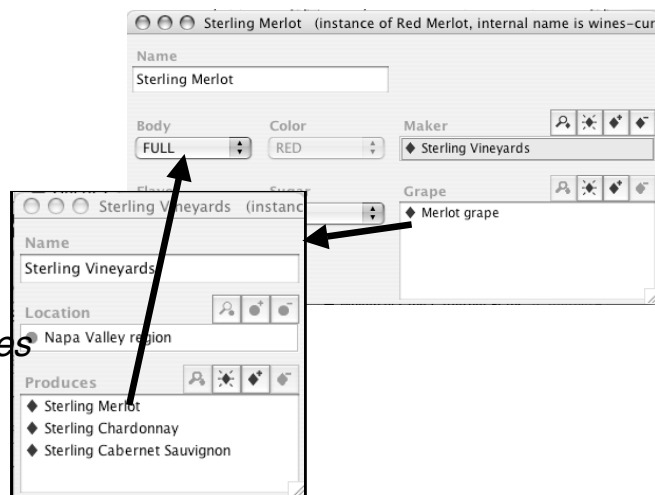 Sterling Merlot (instance of Red Merlot, internal name is wines-cur
Name
Sterling Merlot
Body Color Maker
FULL RED Sterling Vineyards
Grape
Merlot grape
Sterling Vineyards (instanc
Name
Sterling Vineyards
Location
Napa Valley region
Produces
Sterling Merlot
Sterling Chardonnay
Sterling Cabernet Sauvignon